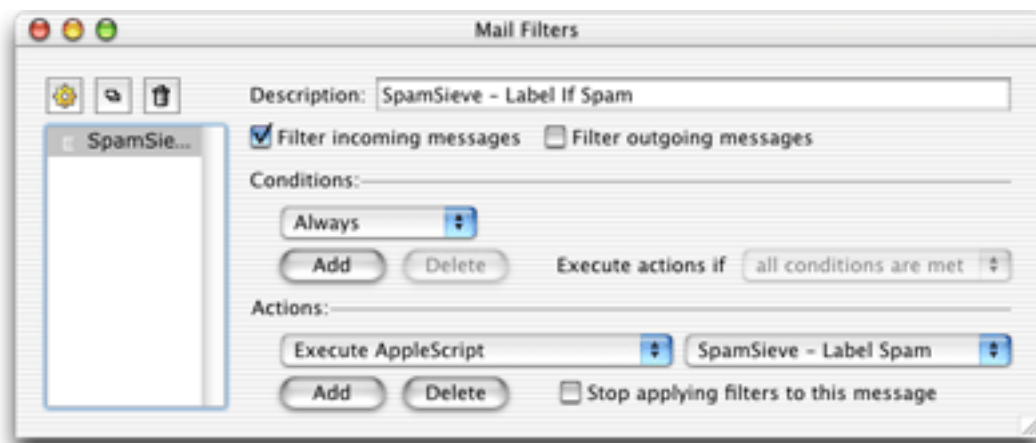 Mail Filters
Description: SpamSieve - Label If Spam
SpamSie...
Filter incoming messages Filter outgoing messages
Conditions:
Always
Add Delete Execute actions if all conditions are met
Actions:
Execute AppleScript SpamSieve - Label Spam
Add Delete Stop applying filters to this message